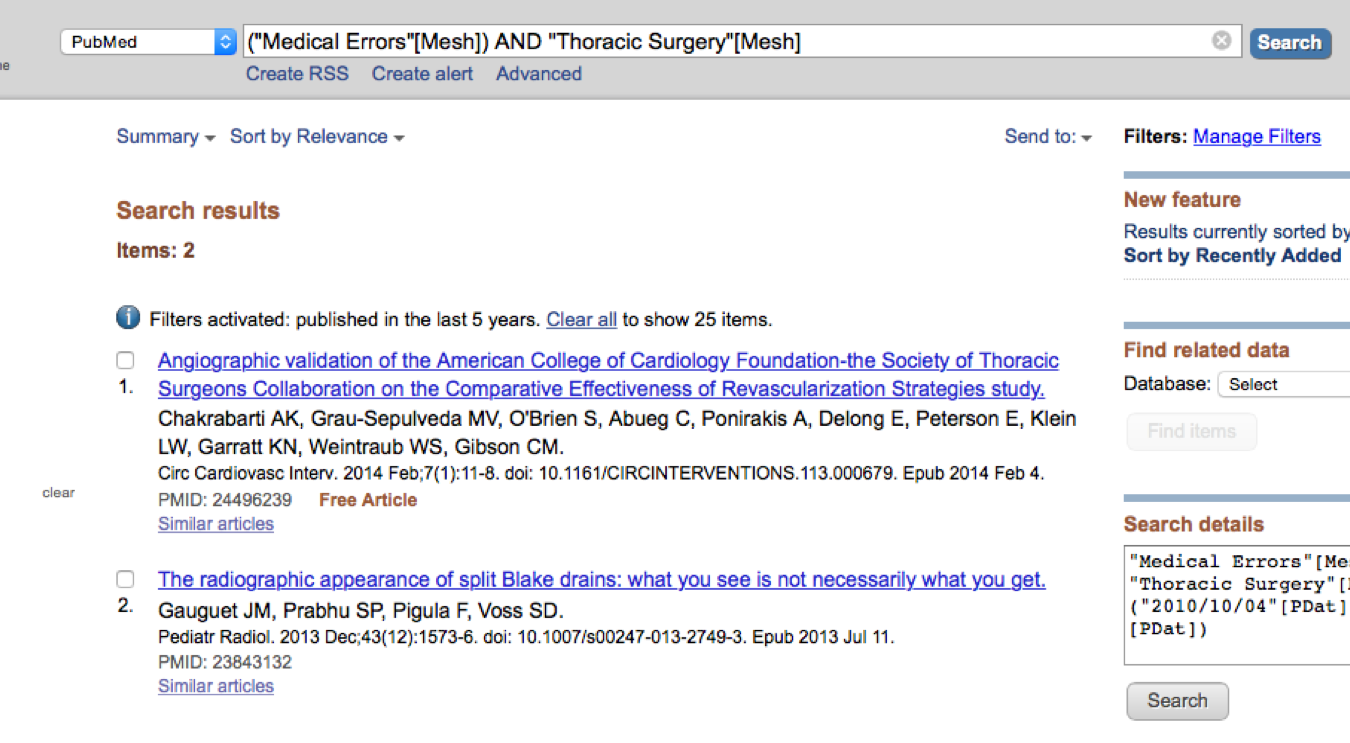 PubMed
("Medical Errors"[Mesh]) AND "Thoracic Surgery"[Mesh]
Search
Create RSS Create alert Advanced
Summary Sort by Relevance
Send to:
Filters: Manage Filters
New feature
Results currently sorted by
Sort by Recently Added
Search results
Items: 2
Filters activated: published in the last 5 years. Clear all to show 25 items.
1.
Angiographic validation of the American College of Cardiology Foundation-the Society of Thoracic
Surgeons Collaboration on the Comparative Effectiveness of Revascularization Strategies study.
Chakrabarti AK, Grau-Sepulveda MV, O'Brien S, Abueg C, Ponirakis A, Delong E, Peterson E, Klein
LW, Garratt KN, Weintraub WS, Gibson CM.
Circ Cardiovasc Interv. 2014 Feb;7(1):11-8. doi: 10.1161/CIRCINTERVENTIONS.113.000679. Epub 2014 Feb 4.
PMID: 24496239 Free Article
Similar articles
clear
2.
The radiographic appearance of split Blake drains: what you see is not necessarily what you get.
Gauguet JM, Prabhu SP, Pigula F, Voss SD.
Pediatr Radiol. 2013 Dec;43(12):1573-6. doi: 10.1007/s00247-013-2749-3. Epub 2013 Jul 11.
PMID: 23843132
Similar articles
Find related data
Database: Select
Find items
Search details
"Medical Errors"[Me
"Thoracic Surgery"[
("2010/10/04"[PDat]
[PDat])
Search